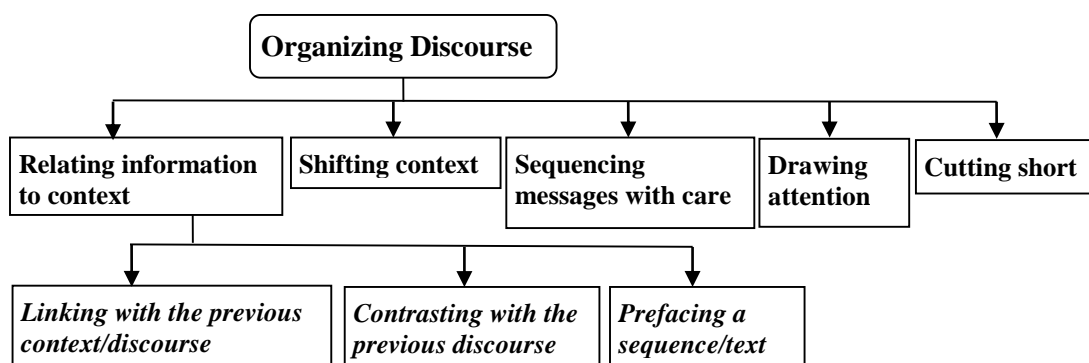 Organizing Discourse
Relating information
to context
Shifting context
Sequencing
messages with care
Drawing
attention
Cutting short
Linking with the previous
context/discourse
Contrasting with the
previous discourse
Prefacing a
sequence/text